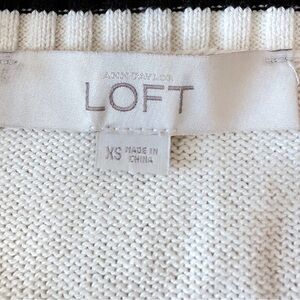 ANN TAYLOR
LOFT
XS MADE IN
CHINA